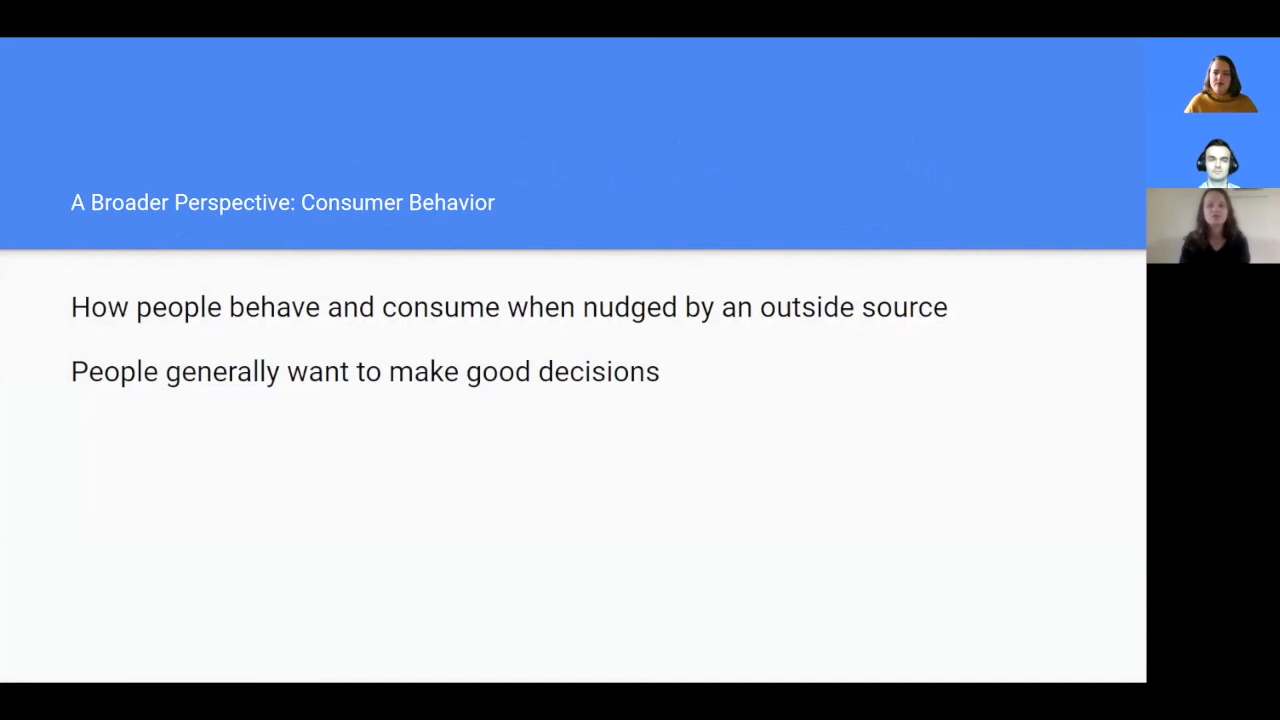 A Broader Perspective: Consumer Behavior
How people behave and consume when nudged by an outside source
People generally want to make good decisions